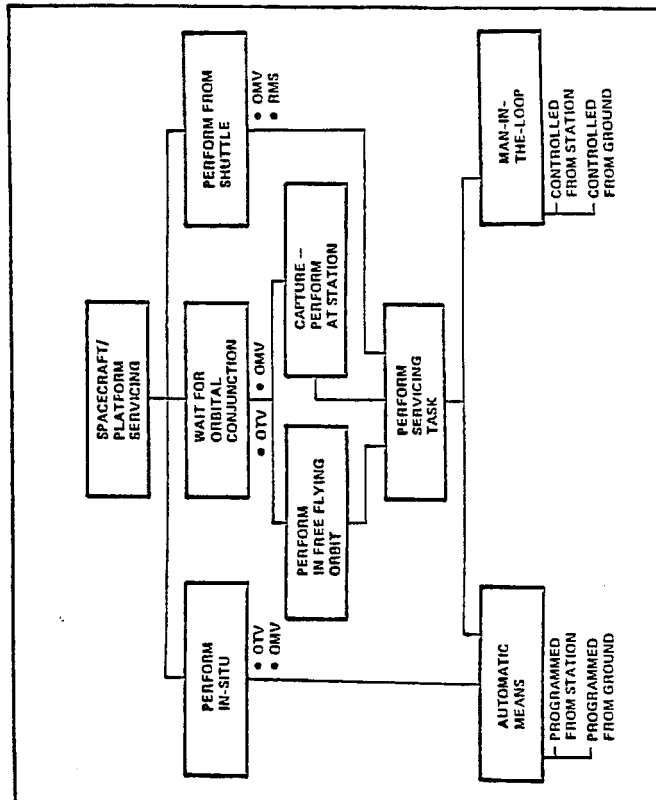 SPACECRAFT/
PLATFORM
SERVICING
PERFORM
IN-SITU
• OTV
• OMV
WAIT FOR
ORBITAL
CONJUNCTION
• OTV
• OMV
PERFORM FROM
SHUTTLE
• OMV
• RMS
PERFORM
IN FREE FLYING
ORBIT
CAPTURE –
PERFORM
AT STATION
PERFORM
SERVICING
TASK
AUTOMATIC
MEANS
PROGRAMMED
FROM STATION
PROGRAMMED
FROM GROUND
MAN-IN-
THE-LOOP
CONTROLLED
FROM STATION
CONTROLLED
FROM GROUND